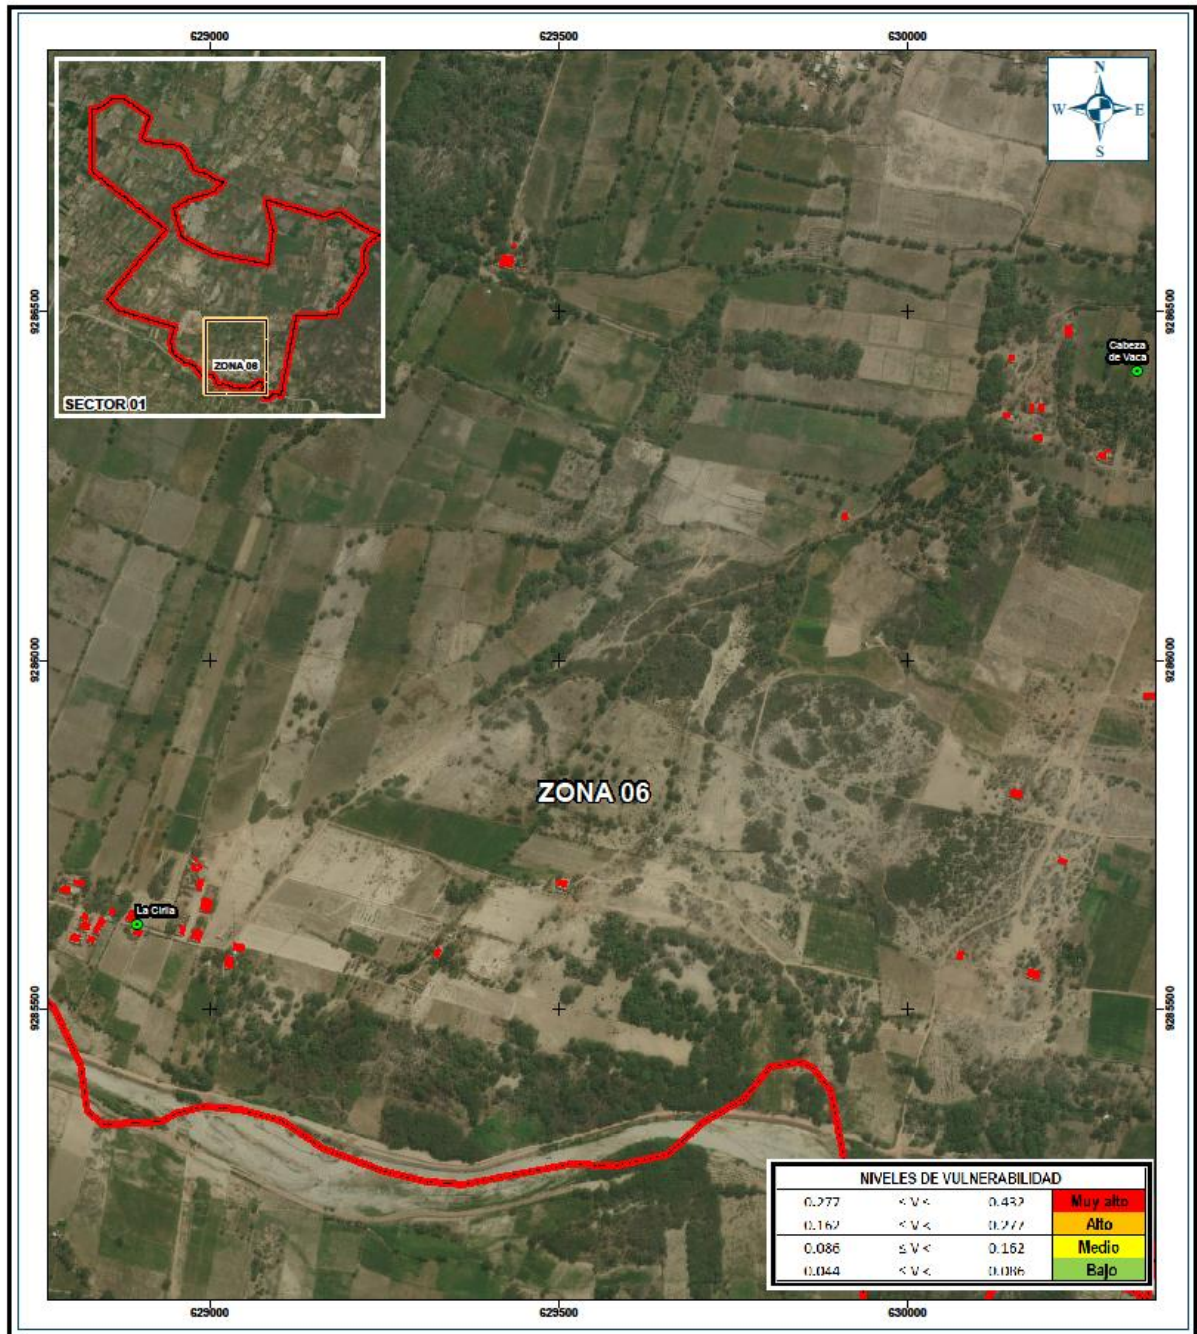 629000 629500 630000
N
W E
S
9286500 9286500
Cabeza
de Vaca
ZONA 06
SECTOR 01
9286000 9286000
ZONA 06
La Cirila
9285500 9285500
NIVELES DE VULNERABILIDAD
0.277 ≤ V < 0.432 Muy alto
0.162 ≤ V < 0.277 Alto
0.086 ≤ V < 0.162 Medio
0.044 ≤ V < 0.086 Bajo
629000 629500 630000